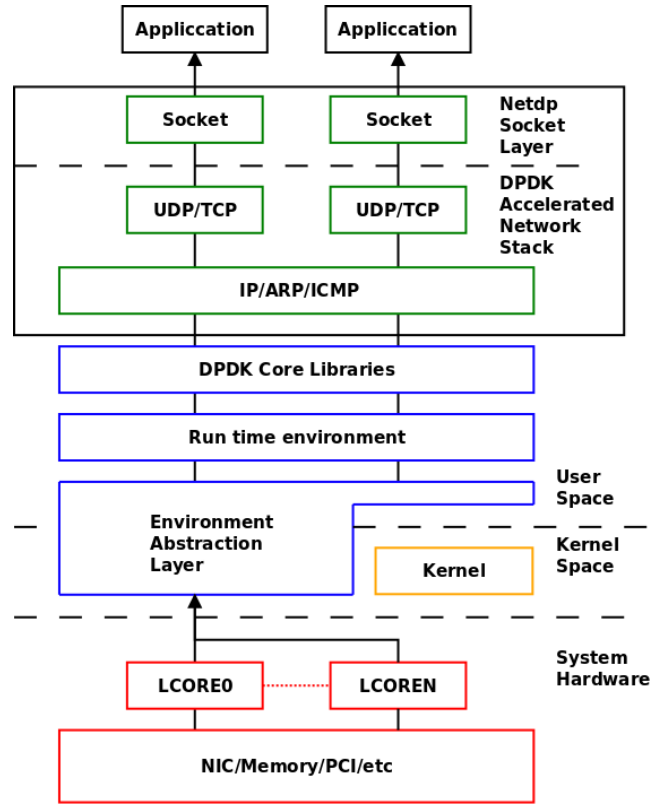 Appliccation
Appliccation
Socket
Socket
Netdp
Socket
Layer
UDP/TCP
UDP/TCP
DPDK
Accelerated
Network
Stack
IP/ARP/ICMP
DPDK Core Libraries
Run time environment
User
Space
Environment
Abstraction
Layer
Kernel
Kernel
Space
LCORE0
LCOREN
System
Hardware
NIC/Memory/PCI/etc